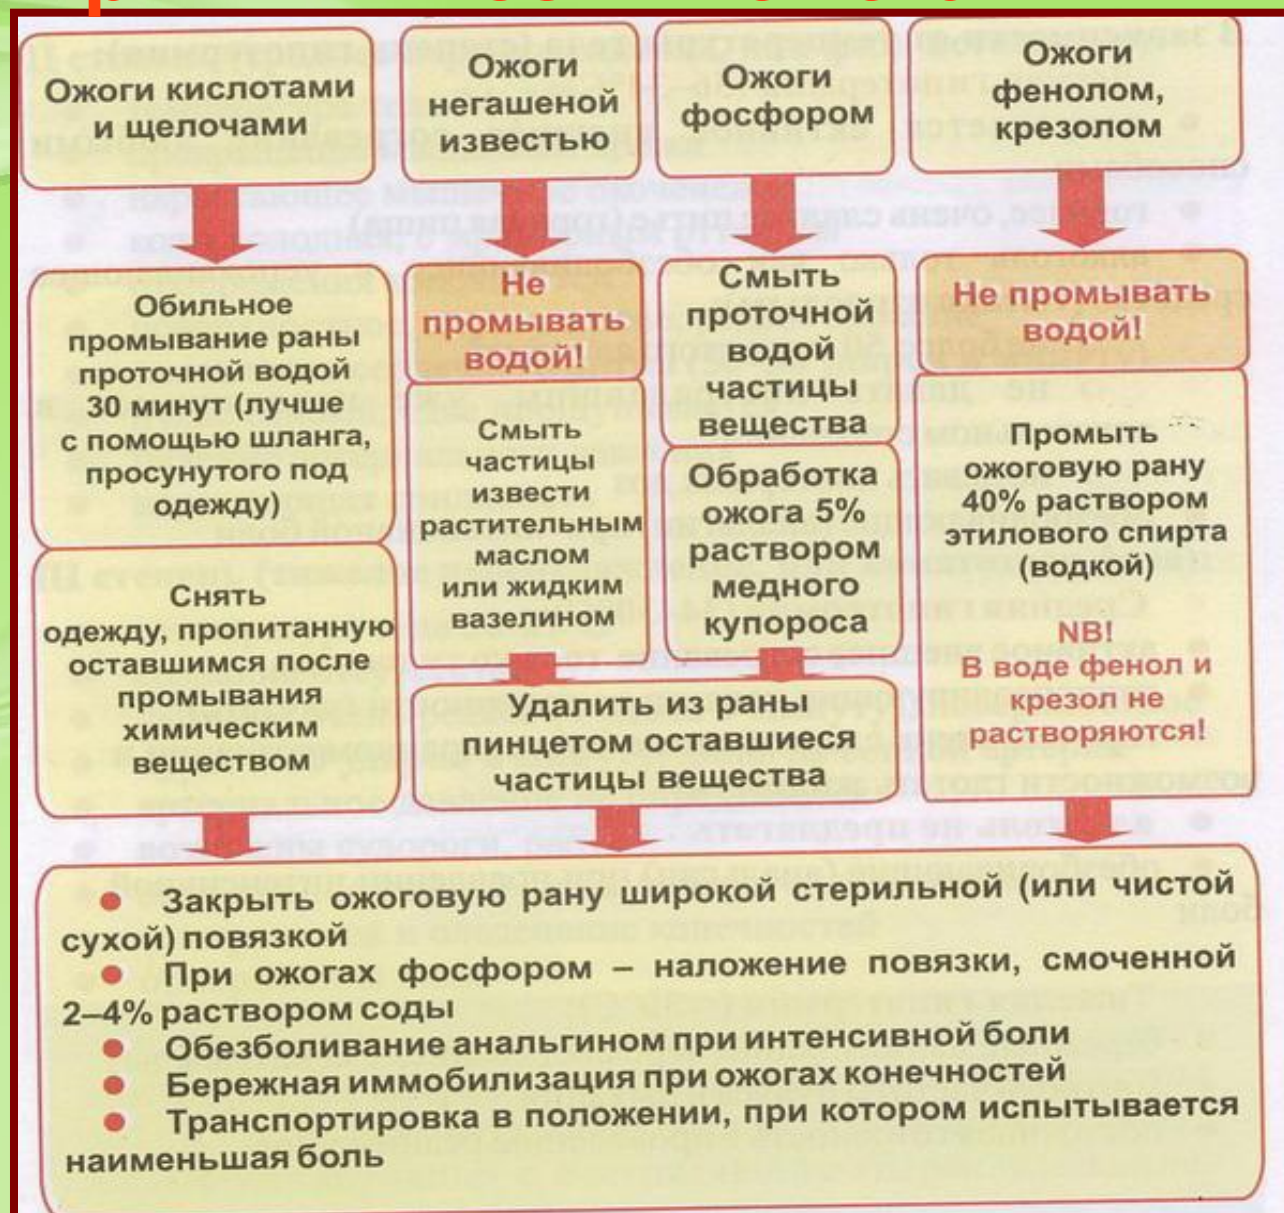 Ожоги кислотами
и щелочами
Ожоги
негашеной
известью
Ожоги
фосфором
Ожоги
фенолом,
крезолом
Обильное
промывание раны
проточной водой
30 минут (лучше
с помощью шланга,
просунутого под
одежду)
Снять
одежду, пропитанную
оставшимся после
промывания
химическим
веществом
Не
промывать
водой!
Смыть
частицы
извести
растительным
маслом
или жидким
вазелином
Смыть
проточной
водой
частицы
вещества
Обработка
ожога 5%
раствором
медного
купороса
Удалить из раны
пинцетом оставшиеся
частицы вещества
Не промывать
водой!
Промыть
ожоговую рану
40% раствором
этилового спирта
(водкой)
NB!
В воде фенол и
крезол не
растворяются!
● Закрыть ожоговую рану широкой стерильной (или чистой
сухой) повязкой
● При ожогах фосфором – наложение повязки, смоченной
2–4% раствором соды
● Обезболивание анальгином при интенсивной боли
● Бережная иммобилизация при ожогах конечностей
● Транспортировка в положении, при котором испытывается
наименьшая боль